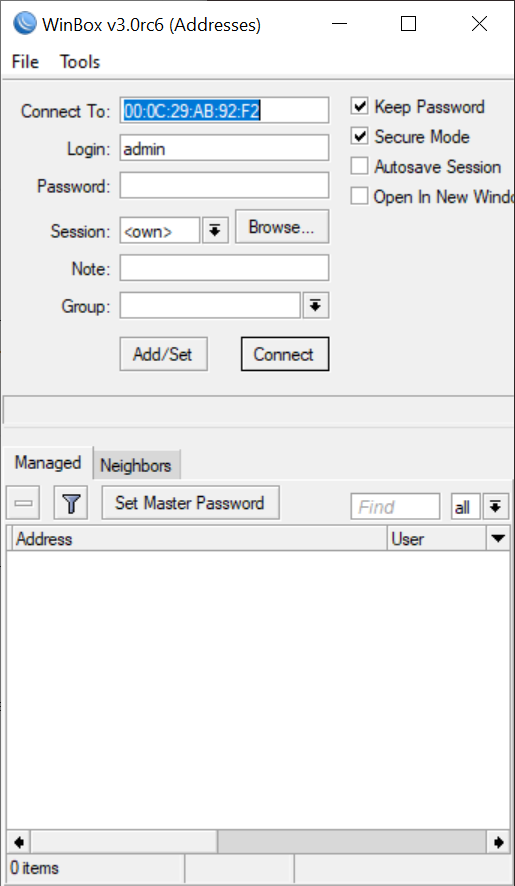 WinBox v3.0rc6 (Addresses)
File Tools
Connect To: 00:0C:29:AB:92:F2
Keep Password
Secure Mode
Login: admin
Autosave Session
Password:
Open In New Windo
Session: <own> Browse...
Note:
Group:
Add/Set Connect
Managed Neighbors
Set Master Password Find all
Address User
0 items